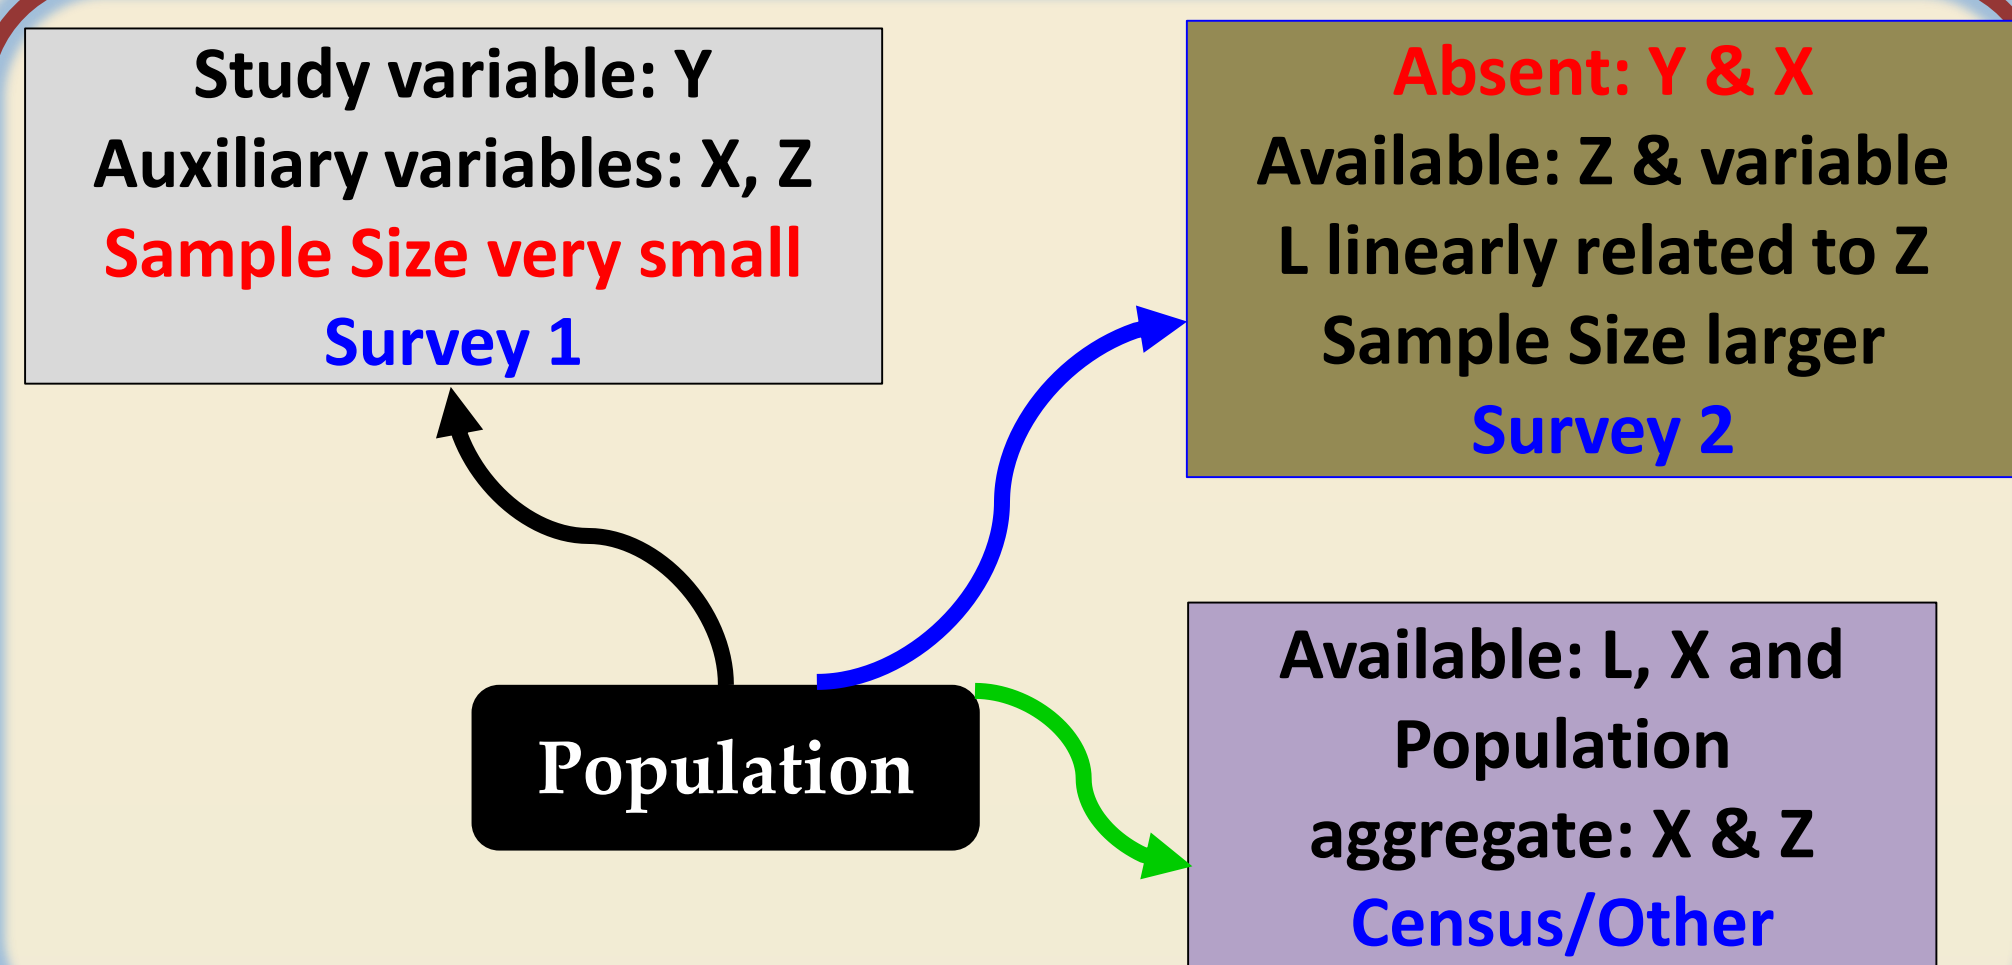 Study variable: Y
Auxiliary variables: X, Z
Sample Size very small
Survey 1
Absent: Y & X
Available: Z & variable
L linearly related to Z
Sample Size larger
Survey 2
Population
Available: L, X and
Population
aggregate: X & Z
Census/Other